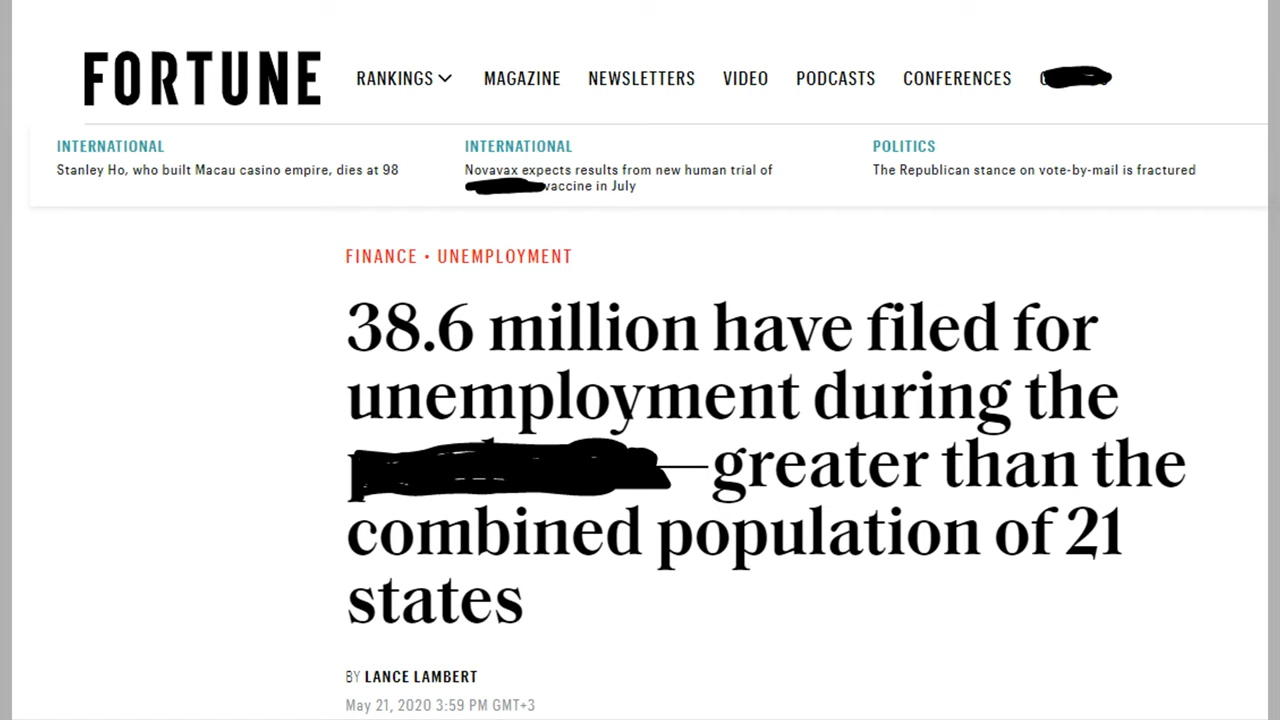 FORTUNE
RANKINGS MAGAZINE NEWSLETTERS VIDEO PODCASTS CONFERENCES
INTERNATIONAL
Stanley Ho, who built Macau casino empire, dies at 98
INTERNATIONAL
Novavax expects results from new human trial of
vaccine in July
POLITICS
The Republican stance on vote-by-mail is fractured
FINANCE • UNEMPLOYMENT
38.6 million have filed for
unemployment during the
—greater than the
combined population of 21
states
BY LANCE LAMBERT
May 21, 2020 3:59 PM GMT+3